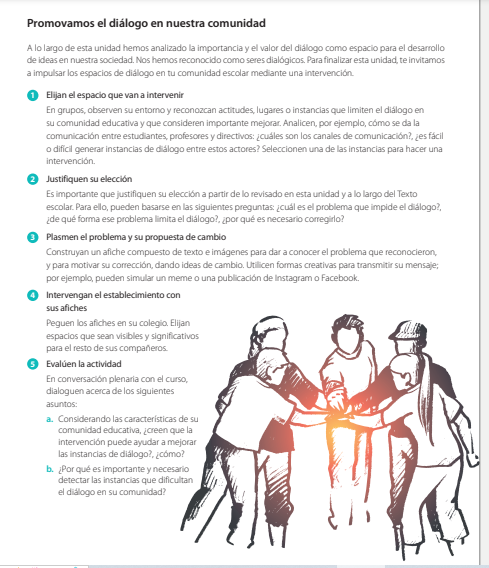 Promovamos el diálogo en nuestra comunidad
A lo largo de esta unidad hemos analizado la importancia y el valor del diálogo como espacio para el desarrollo
de ideas en nuestra sociedad. Nos hemos reconocido como seres dialógicos. Para finalizar esta unidad, te invitamos
a impulsar los espacios de diálogo en tu comunidad escolar mediante una intervención.
1 Elijan el espacio que van a intervenir
En grupos, observen su entorno y reconozcan actitudes, lugares o instancias que limiten el diálogo en
su comunidad educativa y que consideren importante mejorar. Analicen, por ejemplo, cómo se da la
comunicación entre estudiantes, profesores y directivos: ¿cuáles son los canales de comunicación?, ¿es fácil
o difícil generar instancias de diálogo entre estos actores? Seleccionen una de las instancias para hacer una
intervención.
2 Justifiquen su elección
Es importante que justifiquen su elección a partir de lo revisado en esta unidad y a lo largo del Texto
escolar. Para ello, pueden basarse en las siguientes preguntas: ¿cuál es el problema que impide el diálogo?,
¿de qué forma ese problema limita el diálogo?, ¿por qué es necesario corregirlo?
3 Plasmen el problema y su propuesta de cambio
Construyan un afiche compuesto de texto e imágenes para dar a conocer el problema que reconocieron,
y para motivar su corrección, dando ideas de cambio. Utilicen formas creativas para transmitir su mensaje;
por ejemplo, pueden simular un meme o una publicación de Instagram o Facebook.
4 Intervengan el establecimiento con
sus afiches
Peguen los afiches en su colegio. Elijan
espacios que sean visibles y significativos
para el resto de sus compañeros.
5 Evalúen la actividad
En conversación plenaria con el curso,
dialoguen acerca de los siguientes
asuntos:
a. Considerando las características de su
comunidad educativa, ¿creen que la
intervención puede ayudar a mejorar
las instancias de diálogo?, ¿cómo?
b. ¿Por qué es importante y necesario
detectar las instancias que dificultan
el diálogo en su comunidad?